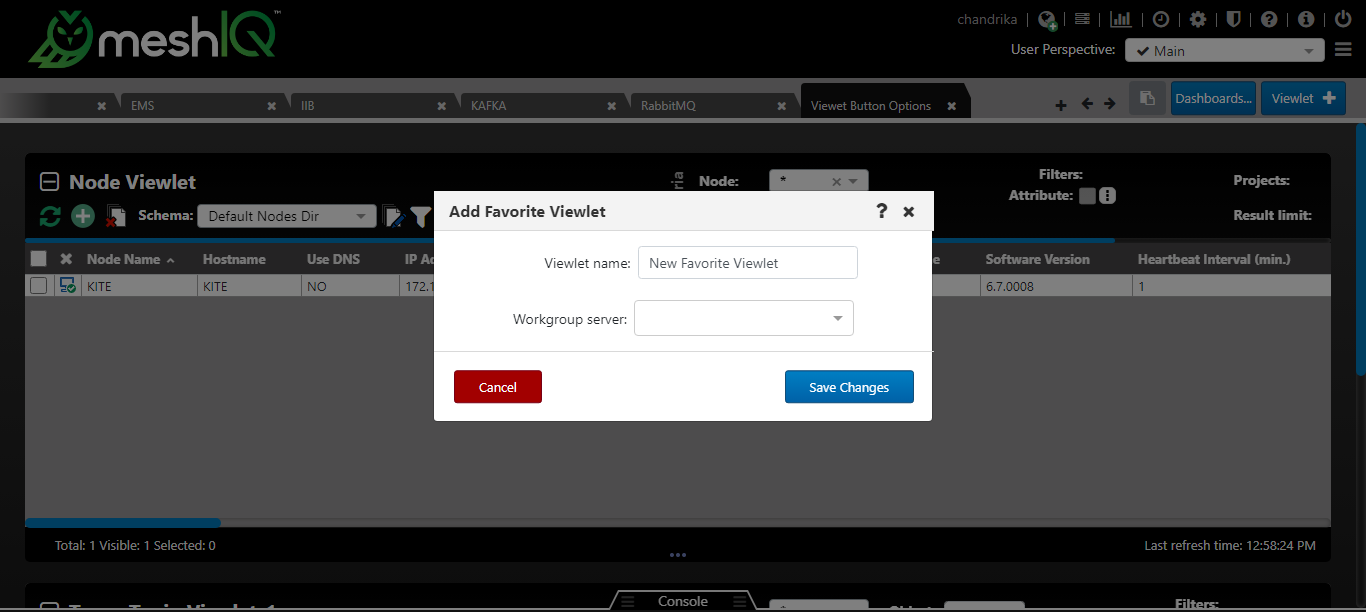 meshIQ™
chandrika
User Perspective: Main
EMS IIB KAFKA RabbitMQ Viewet Button Options
Dashboards... Viewlet
Node Viewlet
Node: *
Filters:
Attribute:
Projects:
Result limit:
Schema: Default Nodes Dir
Add Favorite Viewlet
Viewlet name: New Favorite Viewlet
Workgroup server:
Cancel Save Changes
Node Name Hostname Use DNS IP Ad Software Version Heartbeat Interval (min.)
KITE KITE NO 172.1 6.7.0008 1
Total: 1 Visible: 1 Selected: 0
Last refresh time: 12:58:24 PM
Console
Filters: